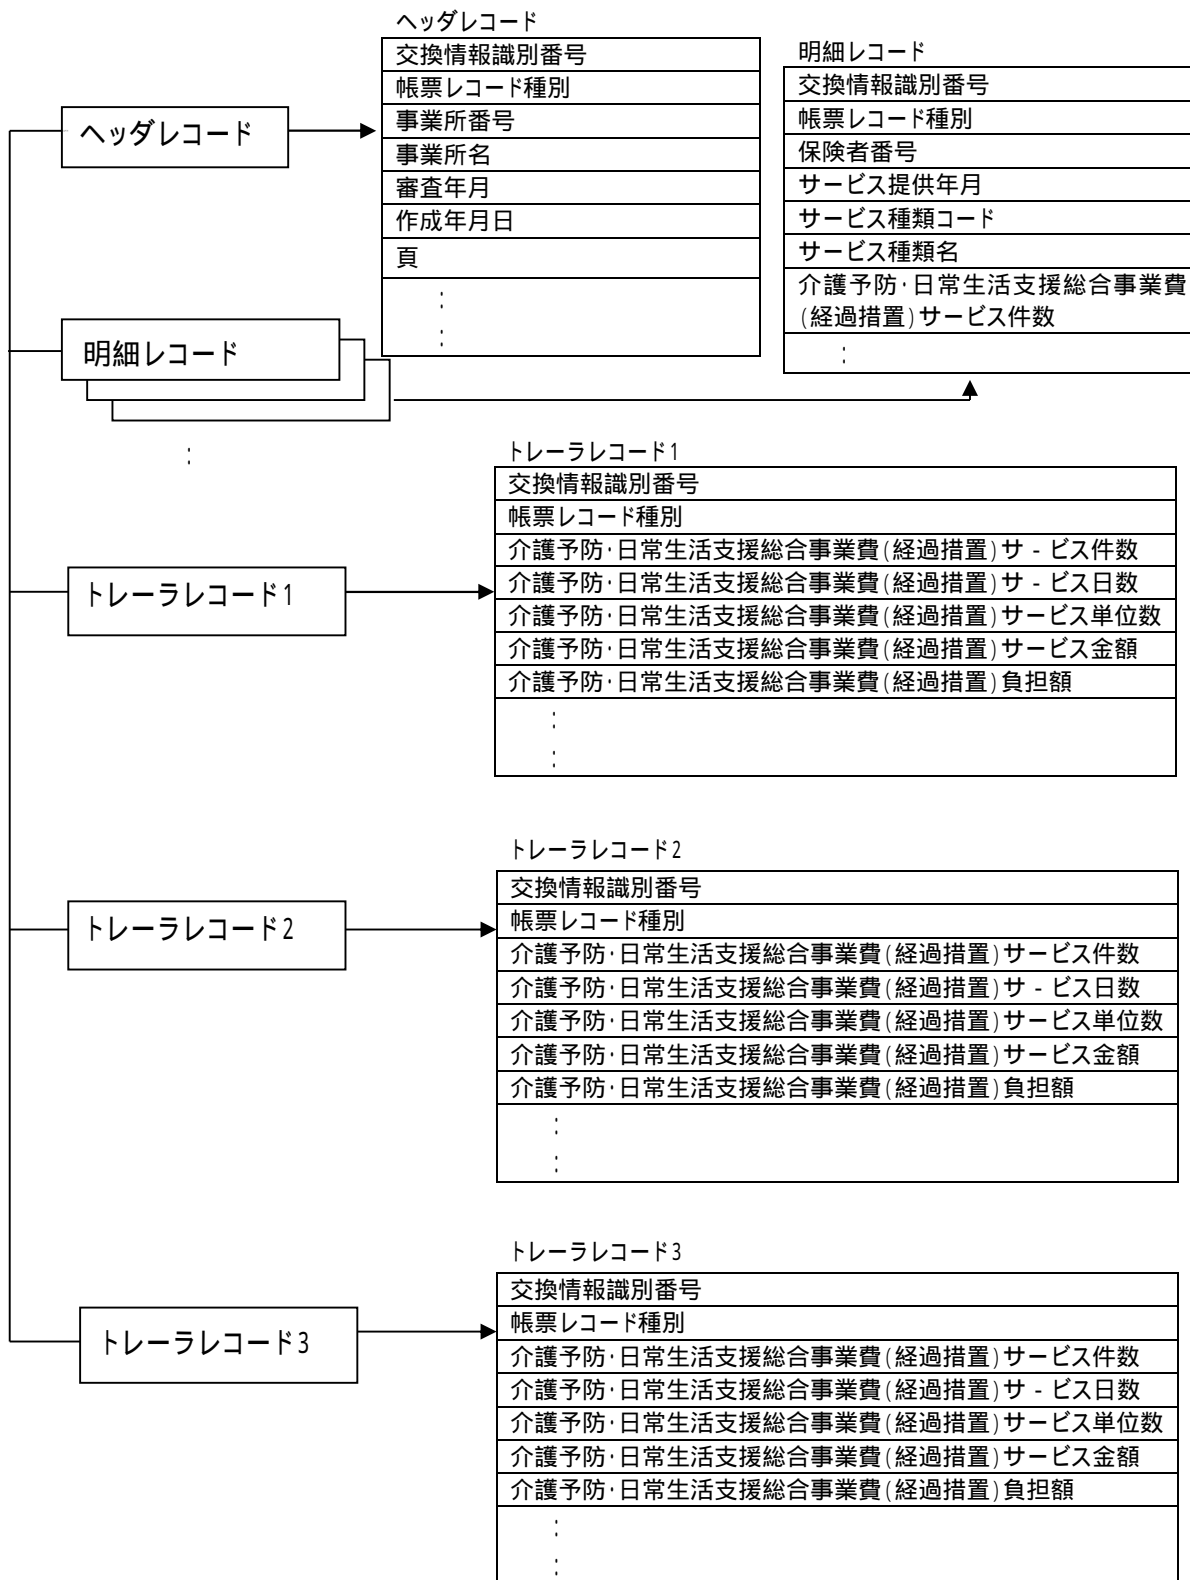 ヘッダレコード
交換情報識別番号
帳票レコード種別
事業所番号
事業所名
審査年月
作成年月日
頁
:
:
明細レコード
交換情報識別番号
帳票レコード種別
保険者番号
サービス提供年月
サービス種類コード
サービス種類名
介護予防・日常生活支援総合事業費
(経過措置)サービス件数
:
ヘッダレコード
明細レコード
:
トレーラレコード1
交換情報識別番号
帳票レコード種別
介護予防・日常生活支援総合事業費(経過措置)サ-ビス件数
介護予防・日常生活支援総合事業費(経過措置)サ-ビス日数
介護予防・日常生活支援総合事業費(経過措置)サービス単位数
介護予防・日常生活支援総合事業費(経過措置)サービス金額
介護予防・日常生活支援総合事業費(経過措置)負担額
:
:
トレーラレコード1
トレーラレコード2
交換情報識別番号
帳票レコード種別
介護予防・日常生活支援総合事業費(経過措置)サービス件数
介護予防・日常生活支援総合事業費(経過措置)サ-ビス日数
介護予防・日常生活支援総合事業費(経過措置)サービス単位数
介護予防・日常生活支援総合事業費(経過措置)サービス金額
介護予防・日常生活支援総合事業費(経過措置)負担額
:
:
トレーラレコード2
トレーラレコード3
交換情報識別番号
帳票レコード種別
介護予防・日常生活支援総合事業費(経過措置)サービス件数
介護予防・日常生活支援総合事業費(経過措置)サ-ビス日数
介護予防・日常生活支援総合事業費(経過措置)サービス単位数
介護予防・日常生活支援総合事業費(経過措置)サービス金額
介護予防・日常生活支援総合事業費(経過措置)負担額
:
:
トレーラレコード3